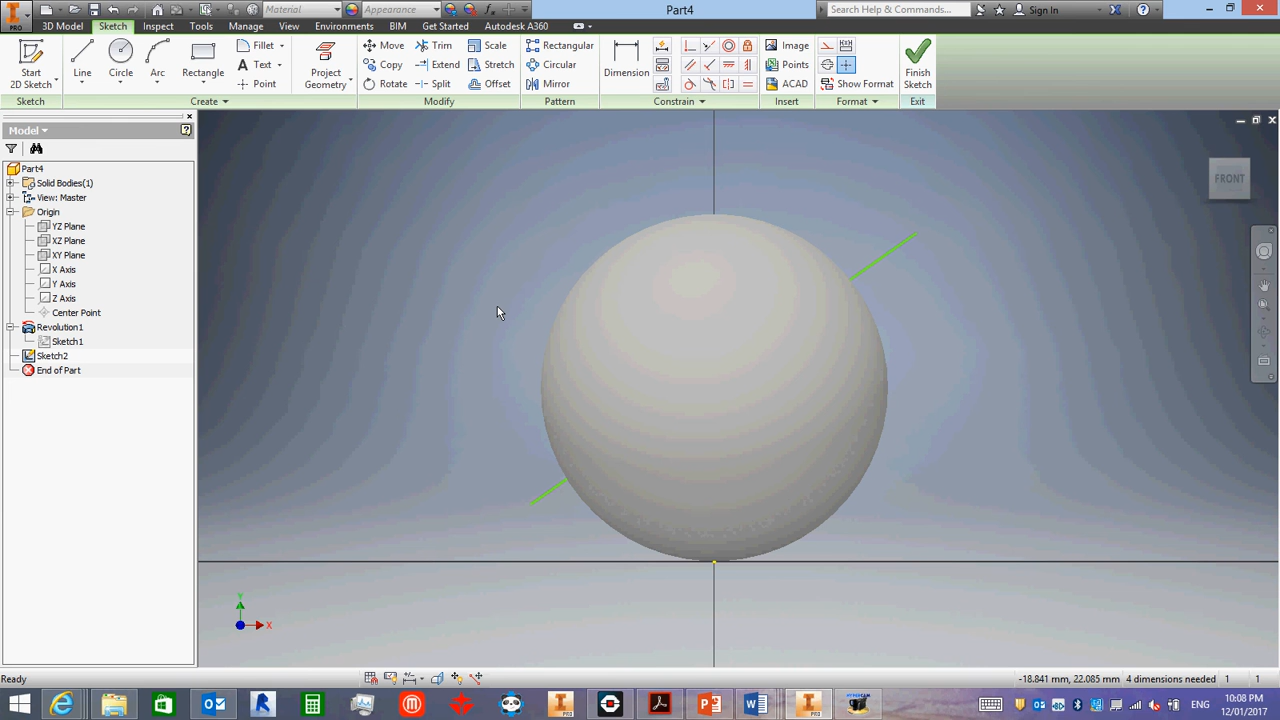 Material
Appearance
Part4
Search Help & Commands...
Sign In
PRO
3D Model
Sketch
Inspect
Tools
Manage
View
Environments
BIM
Get Started
Autodesk A360
Start
2D Sketch
Line
Circle
Arc
Rectangle
Fillet
Text
Point
Project
Geometry
Move
Copy
Rotate
Trim
Extend
Split
Scale
Stretch
Offset
Rectangular
Circular
Mirror
Dimension
Image
Points
ACAD
Show Format
Finish
Sketch
Sketch
Create
Modify
Pattern
Constrain
Insert
Format
Exit
Model
Part4
Solid Bodies(1)
View: Master
Origin
YZ Plane
XZ Plane
XY Plane
X Axis
Y Axis
Z Axis
Center Point
Revolution1
Sketch1
Sketch2
End of Part
FRONT
Y
X
Ready
-18.841 mm, 22.085 mm 4 dimensions needed 1 1
ENG
10:08 PM
12/01/2017